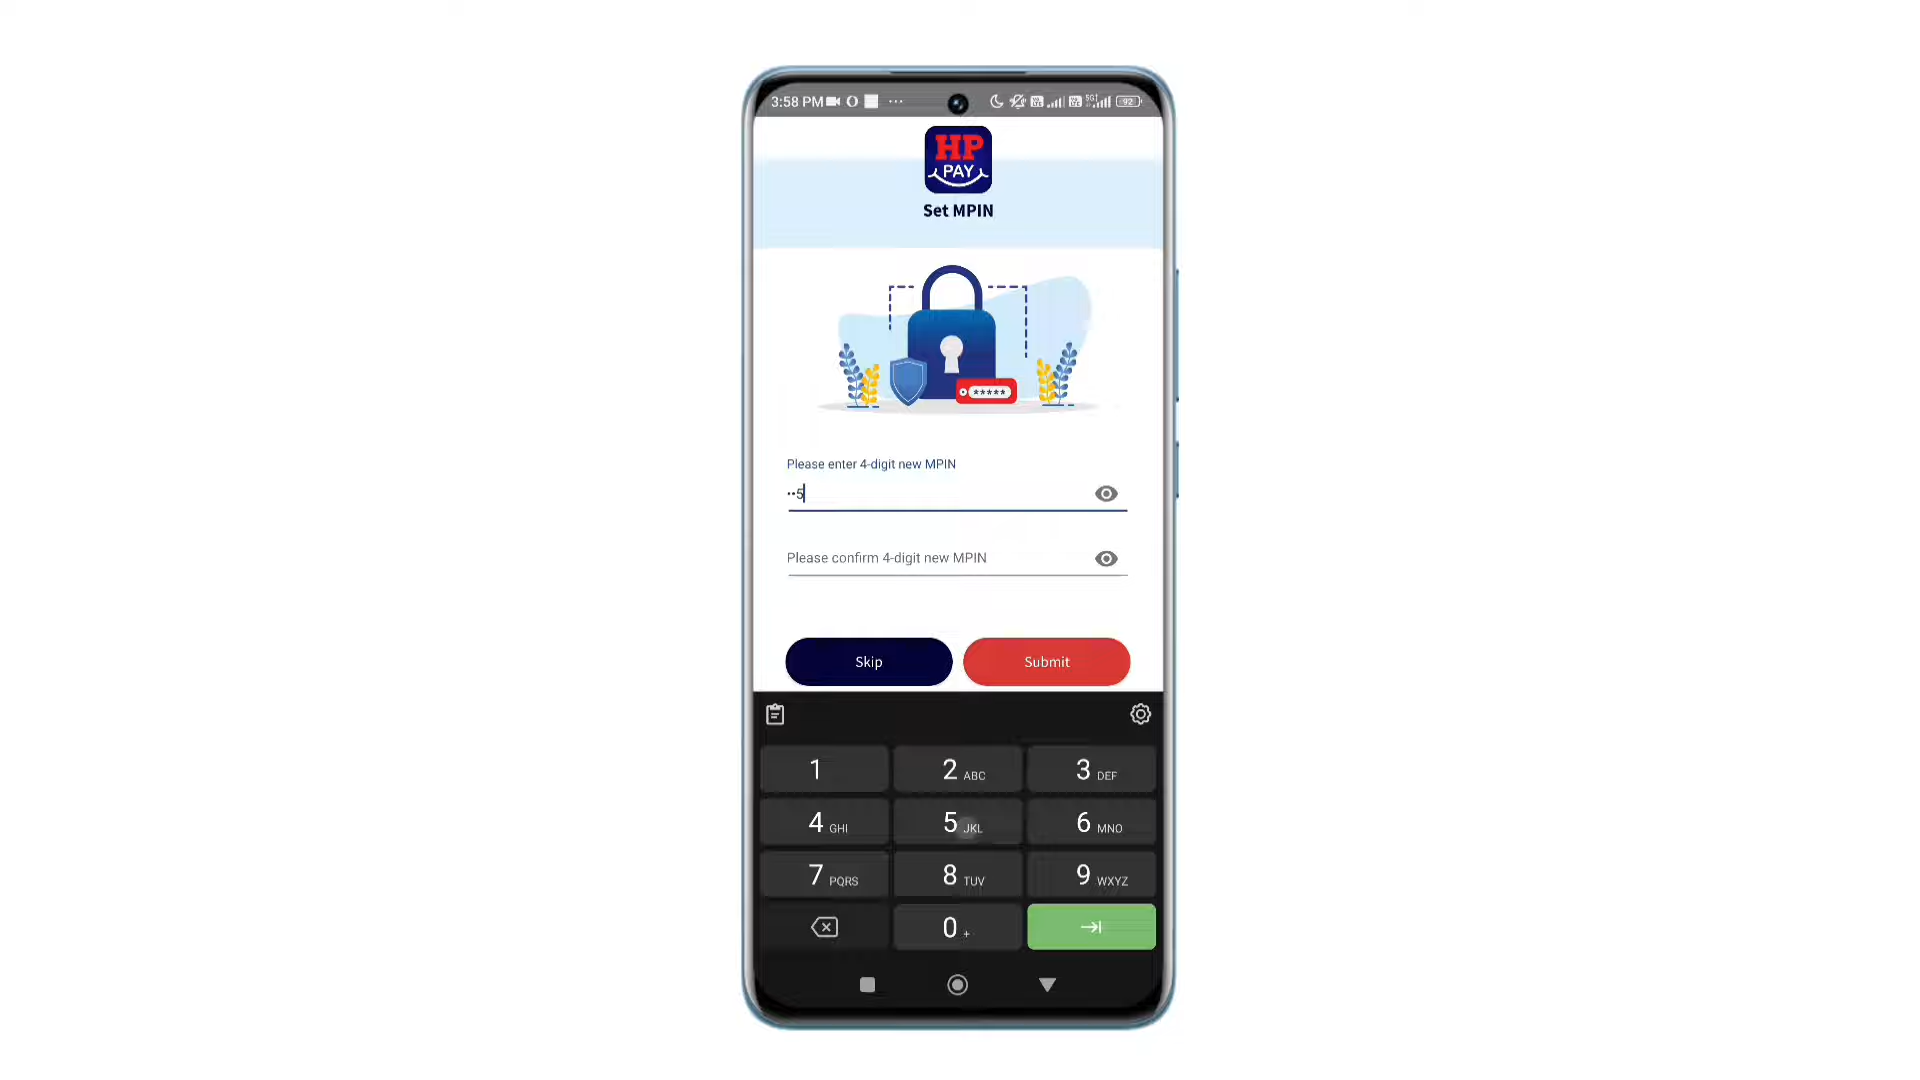 3:58 PM
92
HP
PAY
Set MPIN
*****
Please enter 4-digit new MPIN
··5
Please confirm 4-digit new MPIN
Skip
Submit
1
2 ABC
3 DEF
4 GHI
5 JKL
6 MNO
7 PQRS
8 TUV
9 WXYZ
0 +